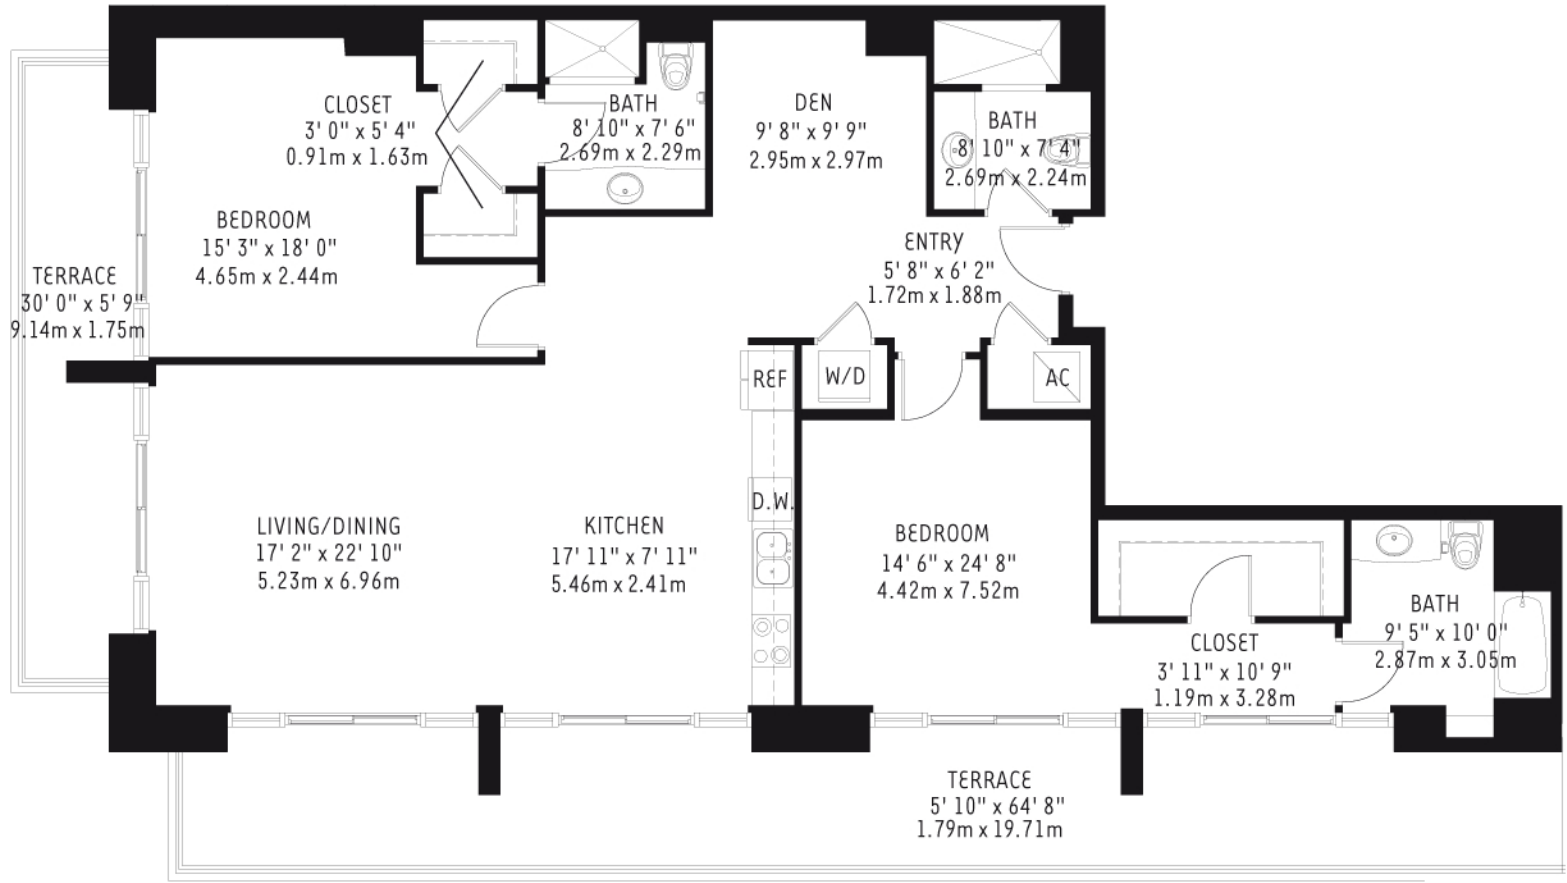 CLOSET
3' 0" x 5' 4"
0.91m x 1.63m
BATH
8' 10" x 7' 6"
2.69m x 2.29m
DEN
9' 8" x 9' 9"
2.95m x 2.97m
BATH
8' 10" x 7' 4"
2.69m x 2.24m
BEDROOM
15' 3" x 18' 0"
4.65m x 2.44m
TERRACE
30' 0" x 5' 9"
9.14m x 1.75m
ENTRY
5' 8" x 6' 2"
1.72m x 1.88m
REF
W/D
AC
D.W.
LIVING/DINING
17' 2" x 22' 10"
5.23m x 6.96m
KITCHEN
17' 11" x 7' 11"
5.46m x 2.41m
BEDROOM
14' 6" x 24' 8"
4.42m x 7.52m
CLOSET
3' 11" x 10' 9"
1.19m x 3.28m
BATH
9' 5" x 10' 0"
2.87m x 3.05m
TERRACE
5' 10" x 64' 8"
1.79m x 19.71m